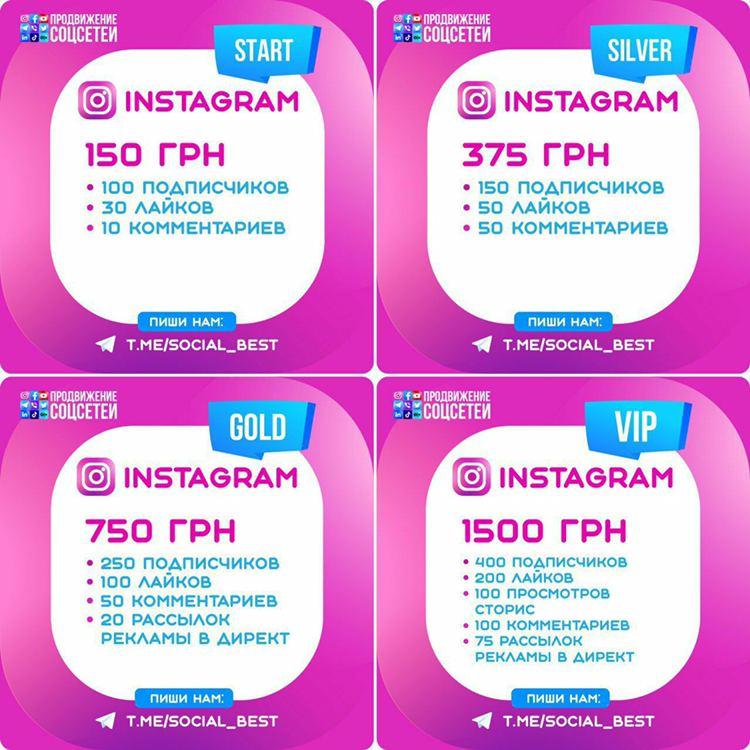 ПРОДВИЖЕНИЕ
СОЦСЕТЕЙ
START
INSTAGRAM
150 ГРН
• 100 ПОДПИСЧИКОВ
• 30 ЛАЙКОВ
• 10 КОММЕНТАРИЕВ
ПИШИ НАМ:
T.ME/SOCIAL_BEST
ПРОДВИЖЕНИЕ
СОЦСЕТЕЙ
SILVER
INSTAGRAM
375 ГРН
• 150 ПОДПИСЧИКОВ
• 50 ЛАЙКОВ
• 50 КОММЕНТАРИЕВ
ПИШИ НАМ:
T.ME/SOCIAL_BEST
ПРОДВИЖЕНИЕ
СОЦСЕТЕЙ
GOLD
INSTAGRAM
750 ГРН
• 250 ПОДПИСЧИКОВ
• 100 ЛАЙКОВ
• 50 КОММЕНТАРИЕВ
• 20 РАССЫЛОК
РЕКЛАМЫ В ДИРЕКТ
ПИШИ НАМ:
T.ME/SOCIAL_BEST
ПРОДВИЖЕНИЕ
СОЦСЕТЕЙ
VIP
INSTAGRAM
1500 ГРН
• 400 ПОДПИСЧИКОВ
• 200 ЛАЙКОВ
• 100 ПРОСМОТРОВ
СТОРИС
• 100 КОММЕНТАРИЕВ
• 75 РАССЫЛОК
РЕКЛАМЫ В ДИРЕКТ
ПИШИ НАМ:
T.ME/SOCIAL_BEST